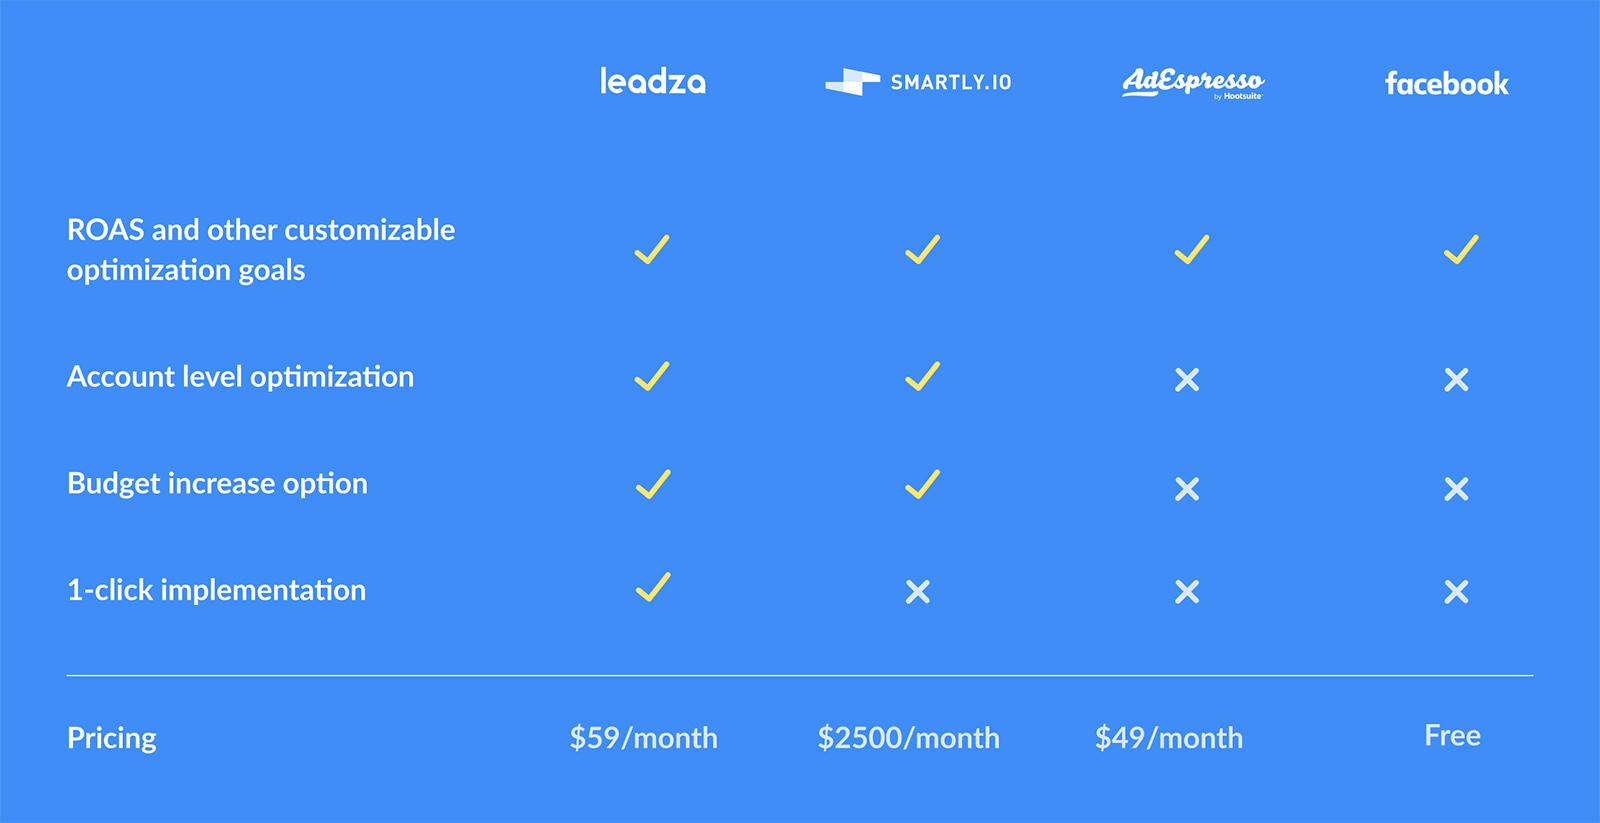 leadza SMARTLY.IO AdEspresso facebook
by Hootsuite
ROAS and other customizable
optimization goals
Account level optimization
Budget increase option
1-click implementation
Pricing $59/month $2500/month $49/month Free